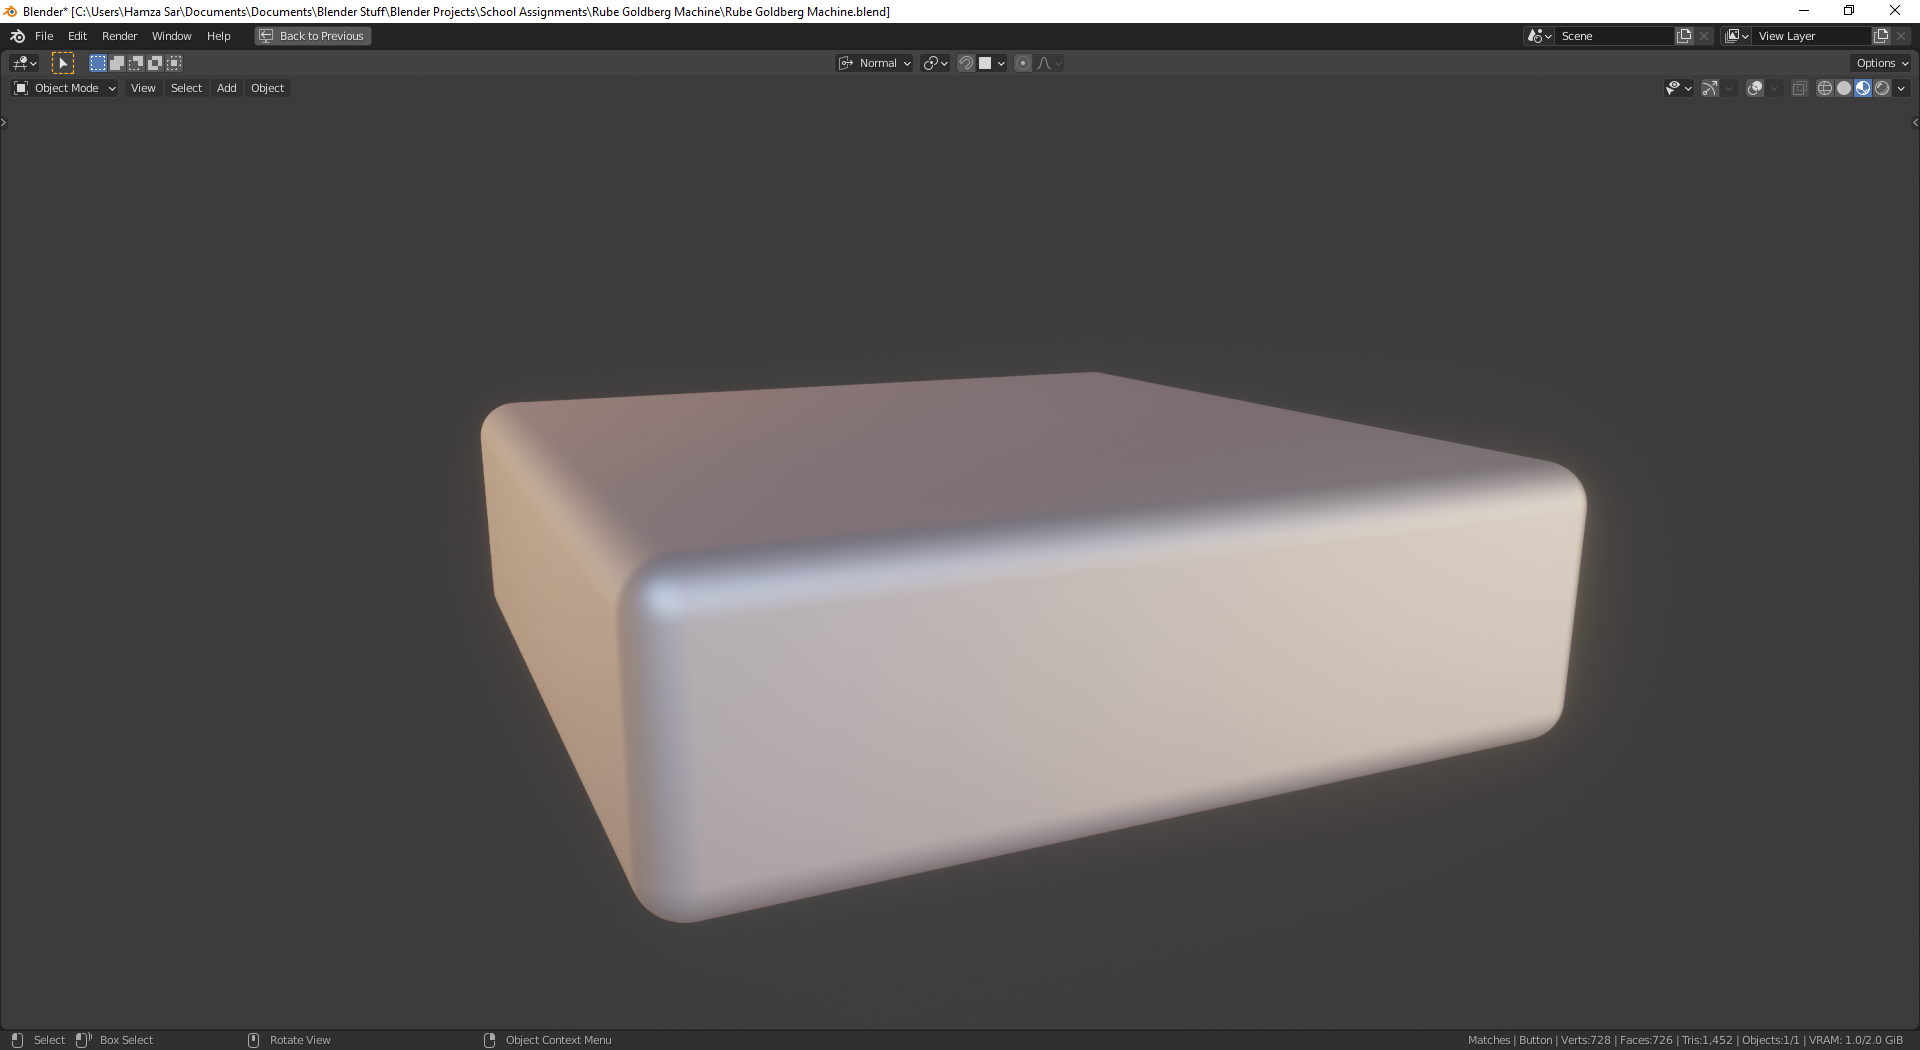 Blender* [C:\Users\Hamza Sar\Documents\Documents\Blender Stuff\Blender Projects\School Assignments\Rube Goldberg Machine\Rube Goldberg Machine.blend]
File Edit Render Window Help Back to Previous Scene View Layer
Normal Options
Object Mode View Select Add Object
Select Box Select Rotate View Object Context Menu Matches | Button | Verts:728 | Faces:726 | Tris:1,452 | Objects:1/1 | VRAM: 1.0/2.0 GiB